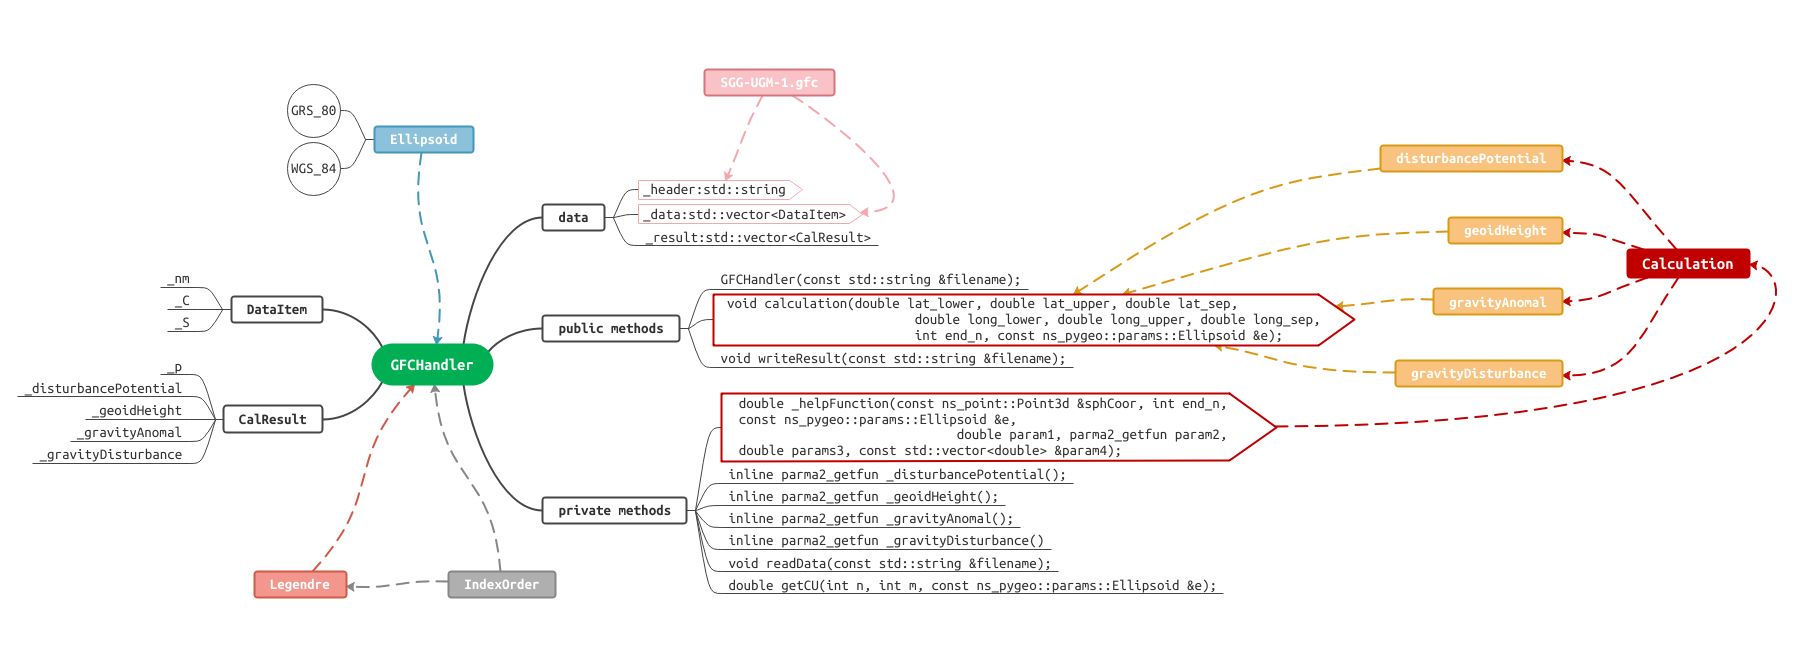 SGG-UGM-1.gfc
GRS_80
Ellipsoid
WGS_84
_header:std::string
data
_data:std::vector<DataItem>
_result:std::vector<CalResult>
disturbancePotential
geoidHeight
Calculation
gravityAnomal
gravityDisturbance
_nm
_C
_S
DataItem
GFCHandler(const std::string &filename);
public methods
void calculation(double lat_lower, double lat_upper, double lat_sep,
double long_lower, double long_upper, double long_sep,
int end_n, const ns_pygeo::params::Ellipsoid &e);
void writeResult(const std::string &filename);
GFCHandler
_p
_disturbancePotential
_geoidHeight
_gravityAnomal
_gravityDisturbance
CalResult
double _helpFunction(const ns_point::Point3d &sphCoor, int end_n,
const ns_pygeo::params::Ellipsoid &e,
double param1, parma2_getfun param2,
double params3, const std::vector<double> &param4);
private methods
inline parma2_getfun _disturbancePotential();
inline parma2_getfun _geoidHeight();
inline parma2_getfun _gravityAnomal();
inline parma2_getfun _gravityDisturbance()
void readData(const std::string &filename);
double getCU(int n, int m, const ns_pygeo::params::Ellipsoid &e);
Legendre
IndexOrder